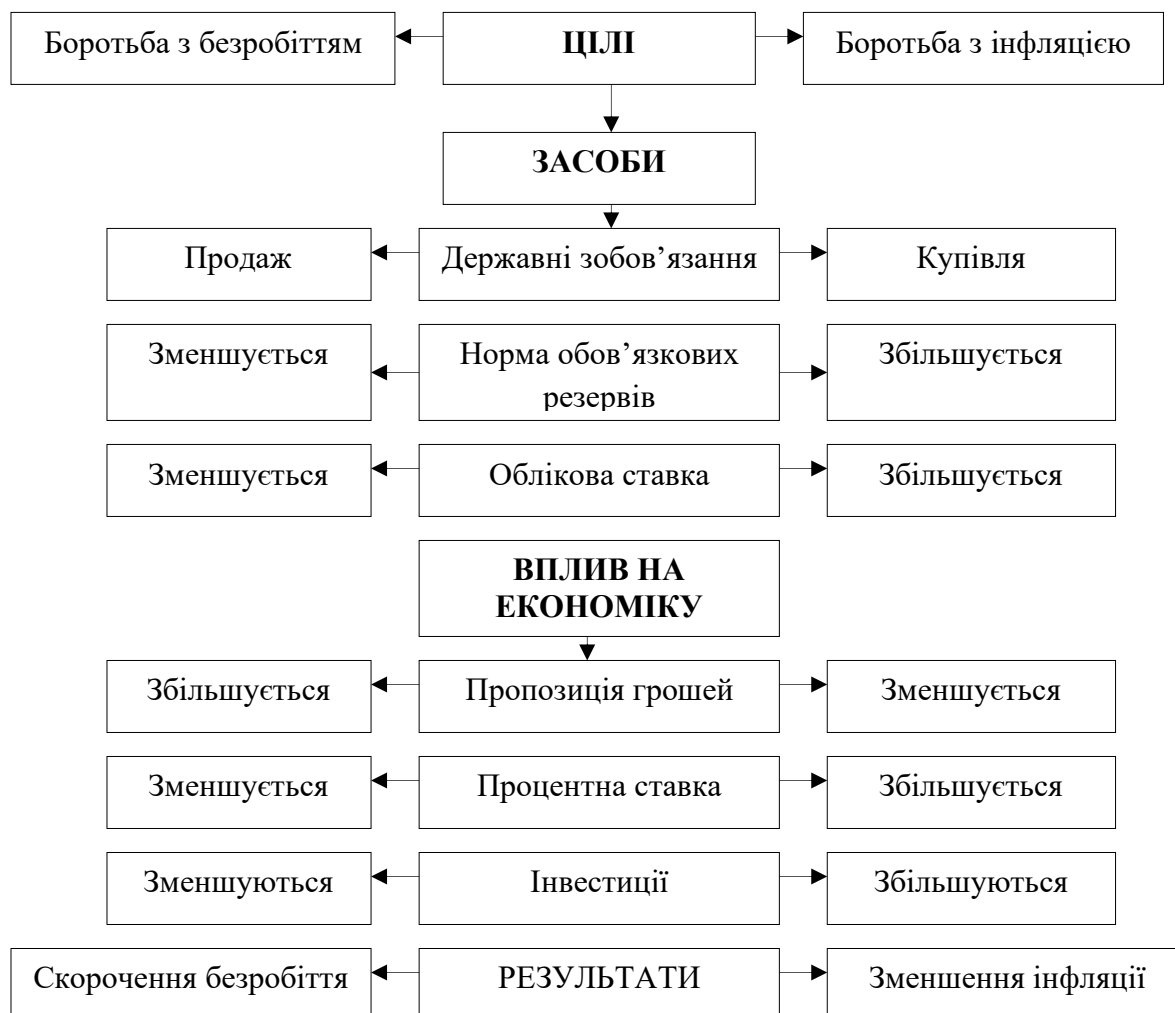 Боротьба з безробіттям
ЦІЛІ
Боротьба з інфляцією
ЗАСОБИ
Продаж
Державні зобов’язання
Купівля
Зменшується
Норма обов’язкових
резервів
Збільшується
Зменшується
Облікова ставка
Збільшується
ВПЛИВ НА
ЕКОНОМІКУ
Збільшується
Пропозиція грошей
Зменшується
Зменшується
Процентна ставка
Збільшується
Зменшуються
Інвестиції
Збільшуються
Скорочення безробіття
РЕЗУЛЬТАТИ
Зменшення інфляції